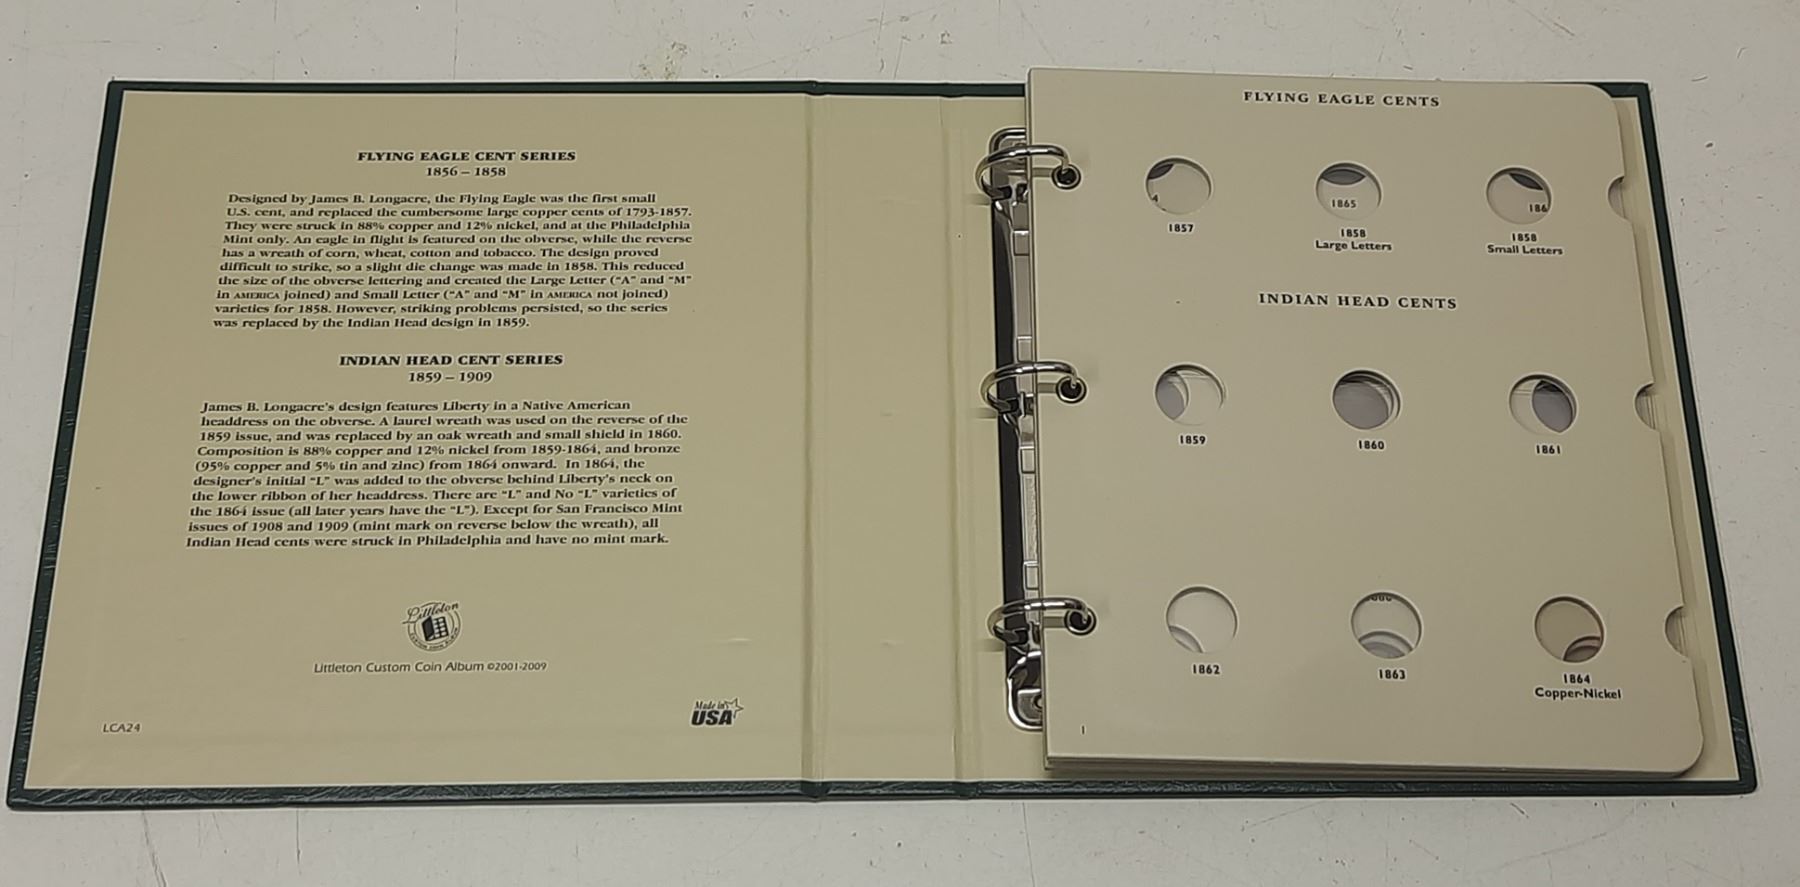 FLYING EAGLE CENT SERIES
1856 – 1858
Designed by James B. Longacre, the Flying Eagle was the first small
U.S. cent, and replaced the cumbersome large copper cents of 1793-1857.
They were struck in 88% copper and 12% nickel, and at the Philadelphia
Mint only. An eagle in flight is featured on the obverse, while the reverse
has a wreath of corn, wheat, cotton and tobacco. The design proved
difficult to strike, so a slight die change was made in 1858. This reduced
the size of the obverse lettering and created the Large Letter (“A” and “M”
in AMERICA joined) and Small Letter (“A” and “M” in AMERICA not joined)
varieties for 1858. However, striking problems persisted, so the series
was replaced by the Indian Head design in 1859.
INDIAN HEAD CENT SERIES
1859 – 1909
James B. Longacre’s design features Liberty in a Native American
headdress on the obverse. A laurel wreath was used on the reverse of the
1859 issue, and was replaced by an oak wreath and small shield in 1860.
Composition is 88% copper and 12% nickel from 1859-1864, and bronze
(95% copper and 5% tin and zinc) from 1864 onward. In 1864, the
designer’s initial “L” was added to the obverse behind Liberty’s neck on
the lower ribbon of her headdress. There are “L” and No “L” varieties of
the 1864 issue (all later years have the “L”). Except for San Francisco Mint
issues of 1908 and 1909 (mint mark on reverse below the wreath), all
Indian Head cents were struck in Philadelphia and have no mint mark.
Littleton
CUSTOM COIN ALBUM
Littleton Custom Coin Album ©2001-2009
LCA24
Made in
USA
FLYING EAGLE CENTS
4
1865
186
1857
1858
Large Letters
1858
Small Letters
INDIAN HEAD CENTS
1859
1860
1861
1862
1863
1864
Copper-Nickel
1